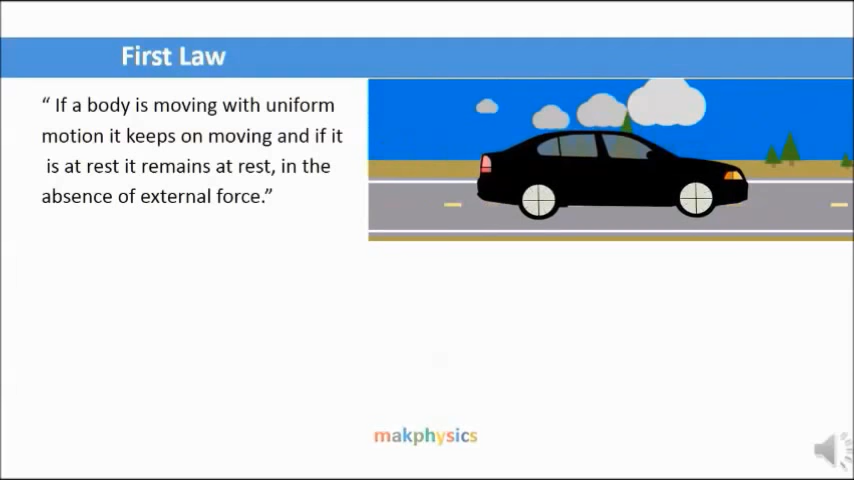 First Law
“ If a body is moving with uniform
motion it keeps on moving and if it
is at rest it remains at rest, in the
absence of external force.”
makphysics